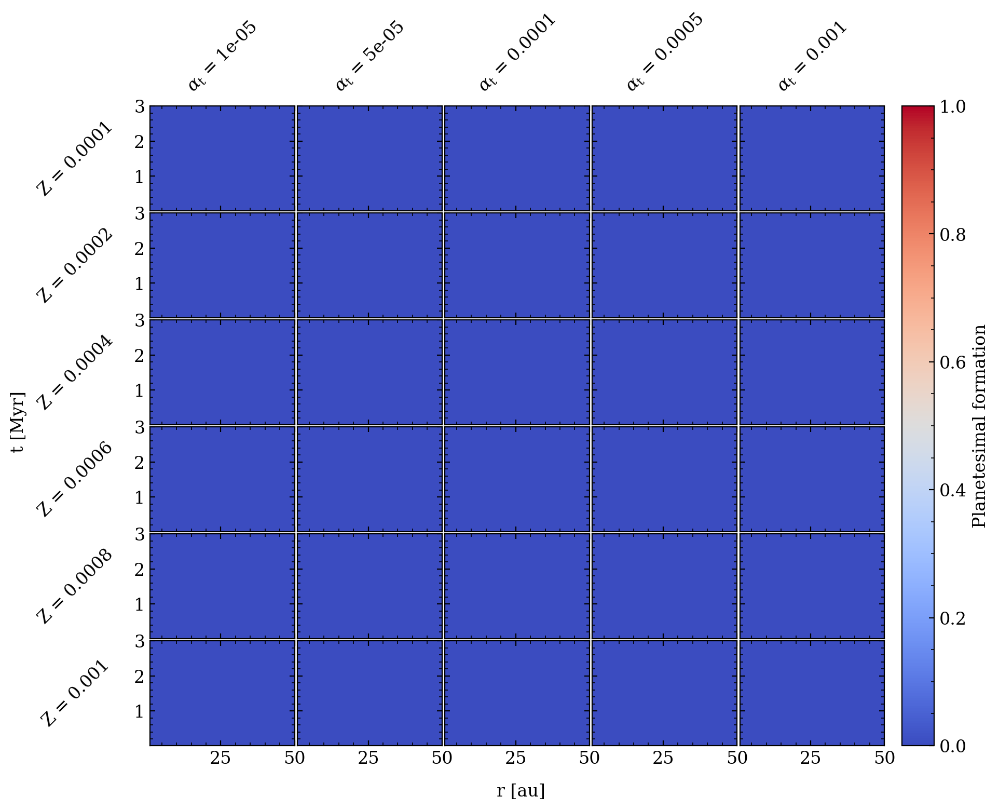 αt = 1e-05
αt = 5e-05
αt = 0.0001
αt = 0.0005
αt = 0.001
Z = 0.0001
3
2
1
Z = 0.0002
3
2
1
Z = 0.0004
3
2
1
Z = 0.0006
3
2
1
Z = 0.0008
3
2
1
Z = 0.001
3
2
1
t [Myr]
25
50
25
50
25
50
25
50
25
50
r [au]
1.0
0.8
0.6
0.4
0.2
0.0
Planetesimal formation